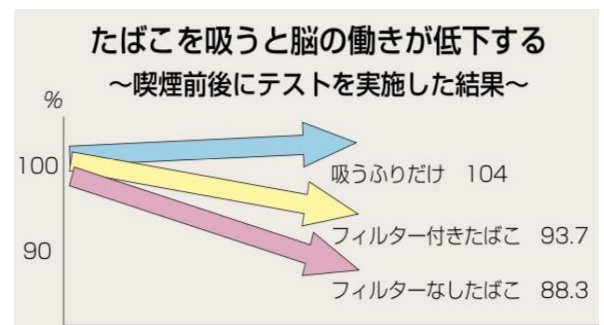 たばこを吸うと脳の働きが低下する
～喫煙前後にテストを実施した結果～
%
100
吸うふりだけ 104
フィルター付きたばこ 93.7
90
フィルターなしたばこ 88.3